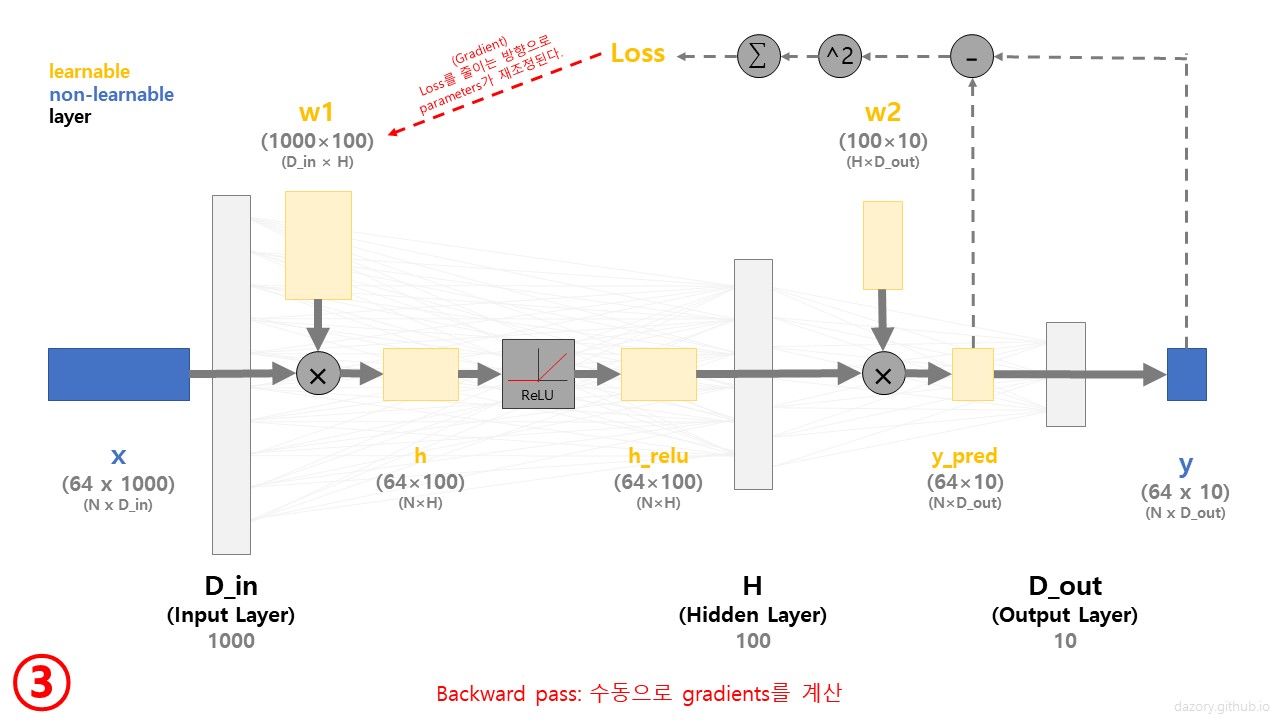 learnable
non-learnable
layer
(Gradient)
Loss를 줄이는 방향으로
parameters가 재조정된다.
Loss
∑
^2
-
w1
(1000×100)
(D_in × H)
w2
(100×10)
(H×D_out)
×
ReLU
×
x
(64 x 1000)
(N x D_in)
h
(64×100)
(N×H)
h_relu
(64×100)
(N×H)
y_pred
(64×10)
(N×D_out)
y
(64 x 10)
(N x D_out)
D_in
(Input Layer)
1000
H
(Hidden Layer)
100
D_out
(Output Layer)
10
③
Backward pass: 수동으로 gradients를 계산
dazory.github.io